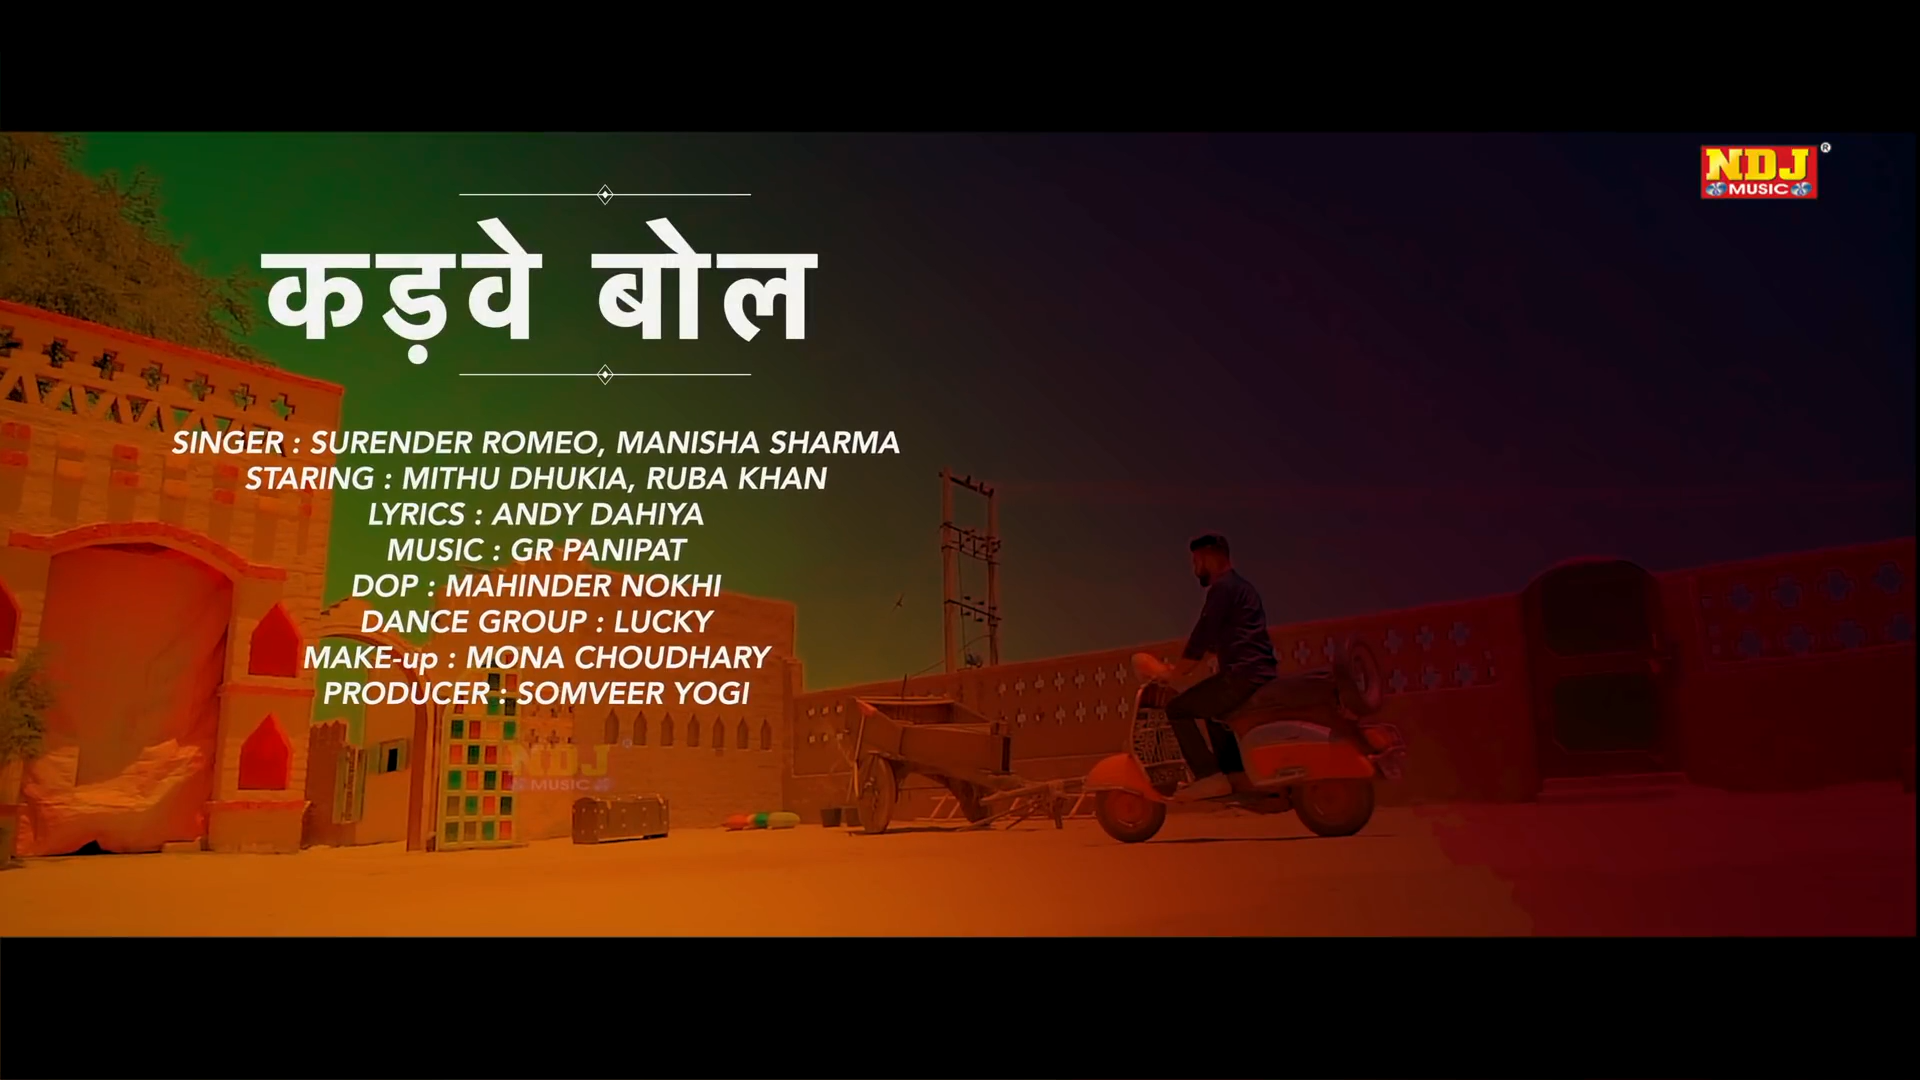 NDJ
MUSIC
कड़वे बोल
SINGER : SURENDER ROMEO, MANISHA SHARMA
STARING : MITHU DHUKIA, RUBA KHAN
LYRICS : ANDY DAHIYA
MUSIC : GR PANIPAT
DOP : MAHINDER NOKHI
DANCE GROUP : LUCKY
MAKE-up : MONA CHOUDHARY
PRODUCER : SOMVEER YOGI
NDJ
MUSIC